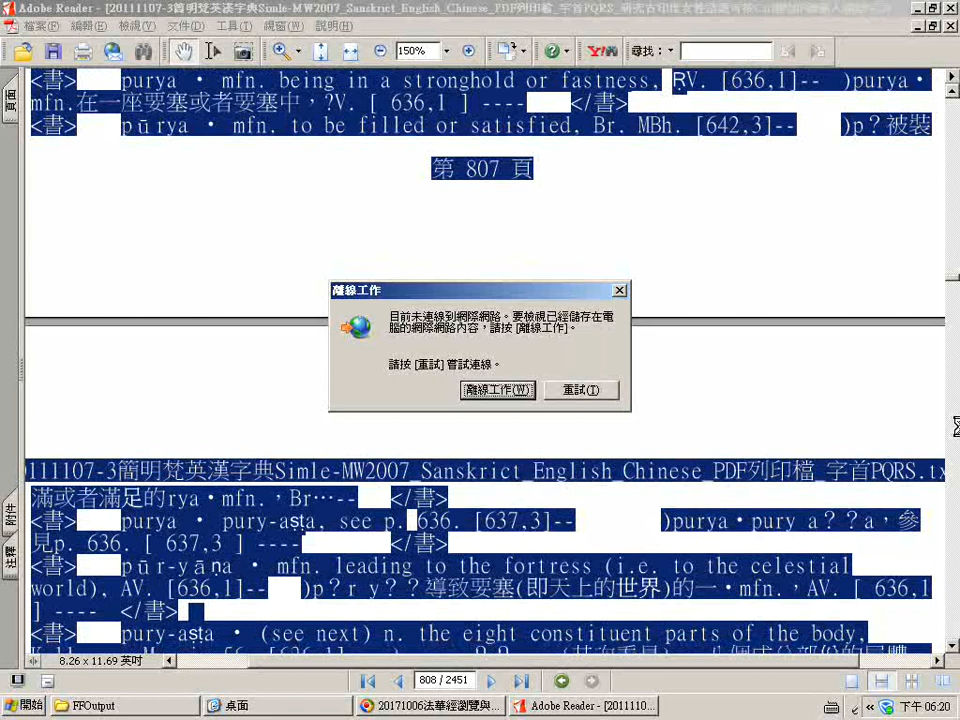 Adobe Reader - [20111107-3簡明梵英漢字典Simle-MW2007_Sanskrict_English_Chinese_PDF列印檔_字首PQRS
檔案(F) 編輯(E) 檢視(V) 文件(D) 工具(T) 視窗(W) 說明(H)
150% Y! 尋找：
頁面
<書> purya · mfn. being in a stronghold or fastness, ṚV. [636,1]-- )purya·
mfn.在一座要塞或者要塞中，?V. [ 636,1 ] ---- </書>
<書> pūrya · mfn. to be filled or satisfied, Br. MBh. [642,3]-- )p？被裝
第 807 頁
離線工作
目前未連線到網際網路。要檢視已經儲存在電
腦的網際網路內容，請按 [離線工作]。
請按 [重試] 嘗試連線。
離線工作(W) 重試(T)
0111107-3簡明梵英漢字典Simle-MW2007_Sanskrict_English_Chinese_PDF列印檔_字首PQRS.tx
滿或者滿足的rya·mfn.，Br…-- </書>
<書> purya · pury-aṣṭa, see p. 636. [637,3]-- )purya·pury a？？a，參
見p. 636. [ 637,3 ] ---- </書>
附件
注釋
<書> pūr-yāṇa · mfn. leading to the fortress (i.e. to the celestial
world), AV. [636,1]-- )p？r y？？導致要塞(即天上的世界)的一·mfn.，AV. [ 636,1
] ---- </書>
<書> pury-aṣṭa · (see next) n. the eight constituent parts of the body,
8.26 x 11.69 英吋
808 / 2451
開始 FFOutput 桌面 20171006法華經瀏覽與... Adobe Reader - [2011110... 下午 06:20